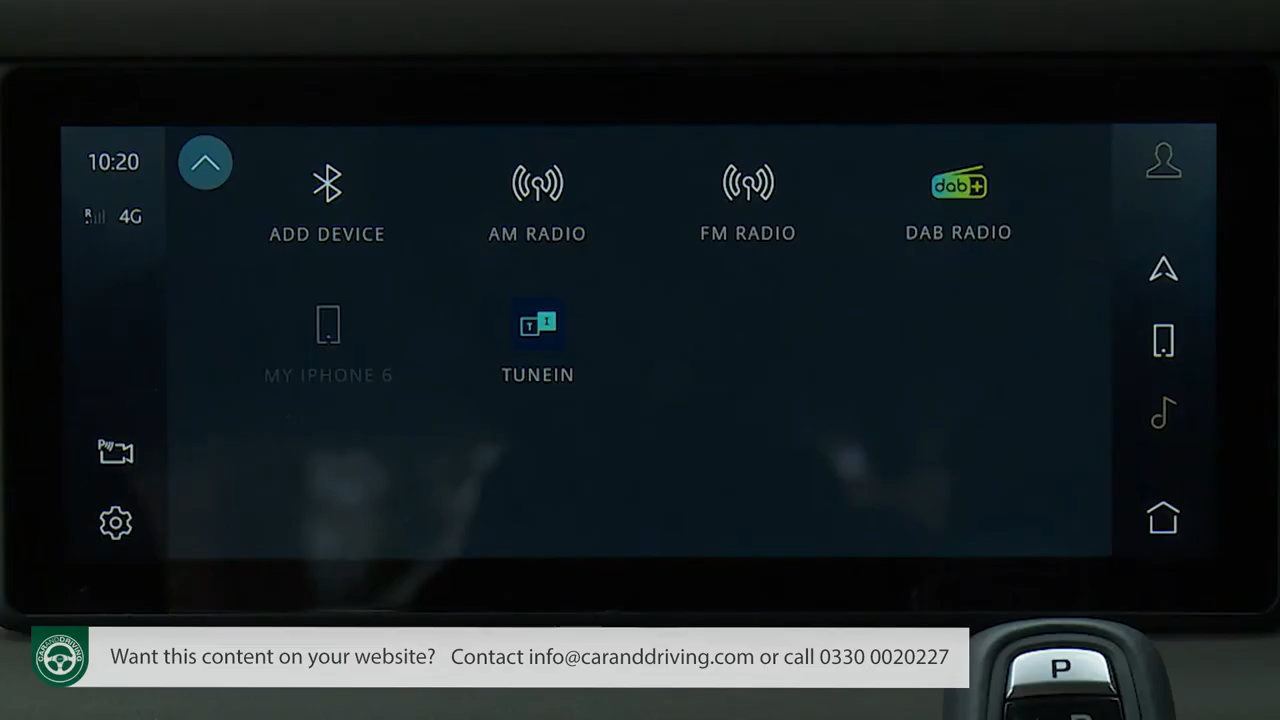 10:20
R 4G
ADD DEVICE
AM RADIO
FM RADIO
dab+
DAB RADIO
MY IPHONE 6
T I
TUNEIN
P
CARANDDRIVING
Want this content on your website? Contact info@caranddriving.com or call 0330 0020227
P